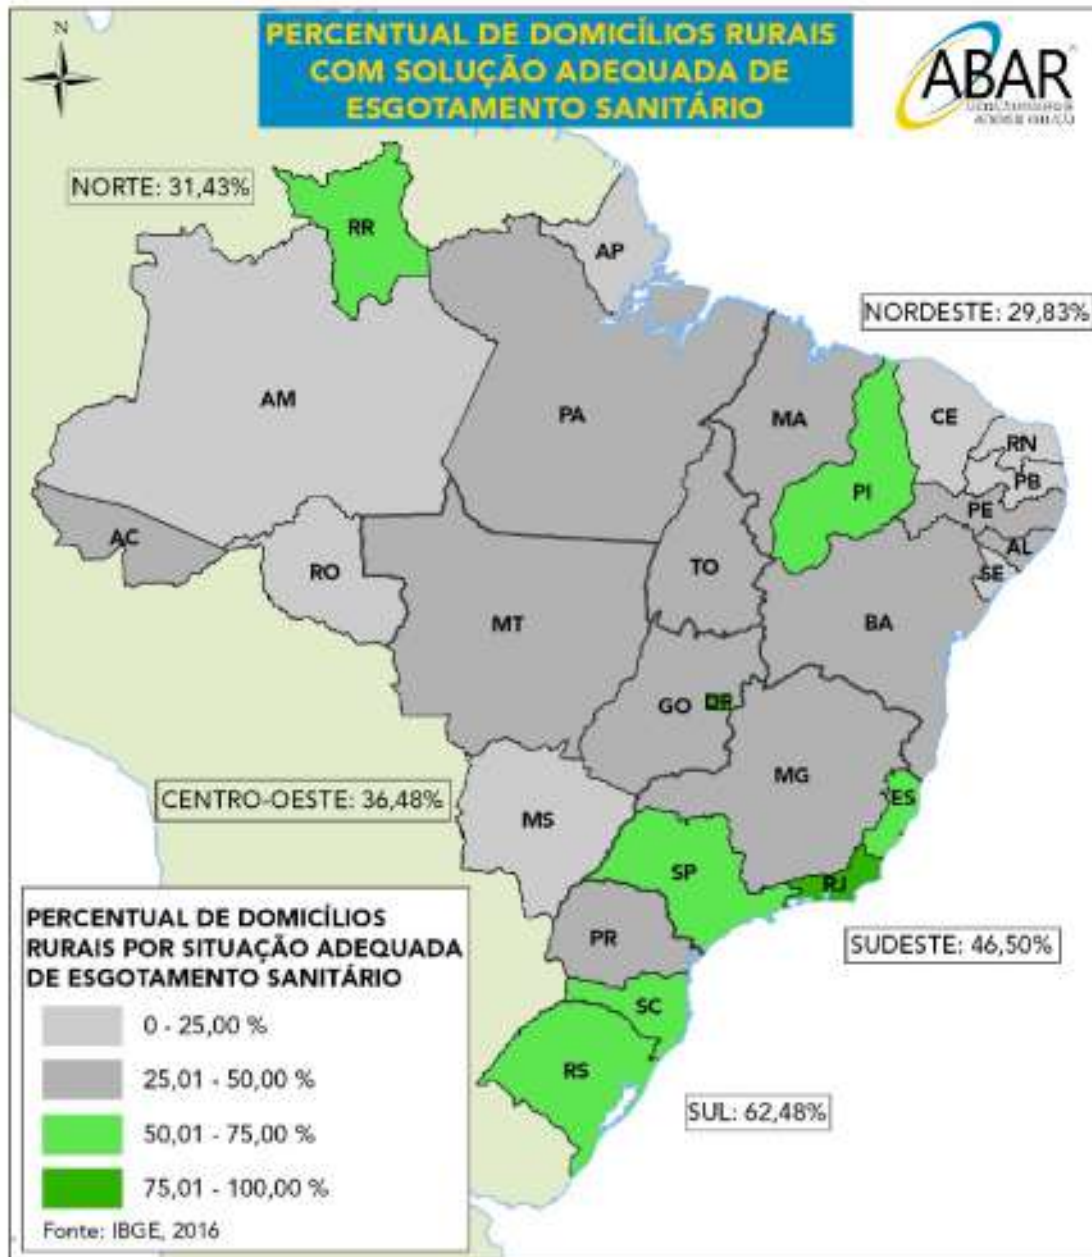 N
PERCENTUAL DE DOMICÍLIOS RURAIS
COM SOLUÇÃO ADEQUADA DE
ESGOTAMENTO SANITÁRIO
ABAR
NORTE: 31,43%
RR
AP
NORDESTE: 29,83%
AM
PA
MA
CE
RN
PB
PI
PE
AC
AL
RO
TO
SE
MT
BA
GO
DF
MG
CENTRO-OESTE: 36,48%
ES
MS
SP
RJ
PR
SUDESTE: 46,50%
SC
RS
SUL: 62,48%
PERCENTUAL DE DOMICÍLIOS
RURAIS POR SITUAÇÃO ADEQUADA
DE ESGOTAMENTO SANITÁRIO
0 - 25,00 %
25,01 - 50,00 %
50,01 - 75,00 %
75,01 - 100,00 %
Fonte: IBGE, 2016